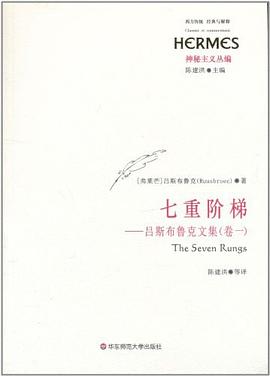 西方传统 经典与解释
Classici et commentarii
HERMES
神秘主义丛编
陈建洪●主编
[弗莱芒]吕斯布鲁克(Ruusbroec) 著
七重阶梯
——吕斯布鲁克文集(卷一)
The Seven Rungs
陈建洪●等译
华东师范大学出版社